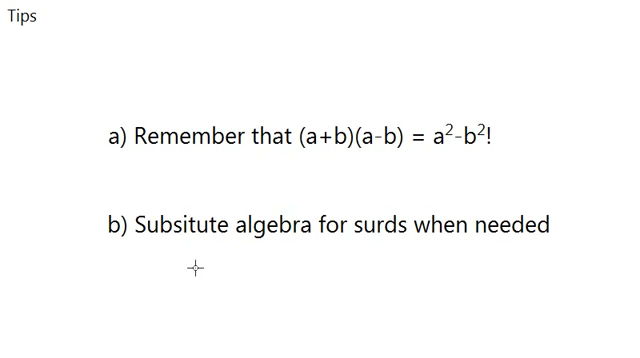 Tips
a) Remember that (a+b)(a-b) = a²-b²!
b) Subsitute algebra for surds when needed